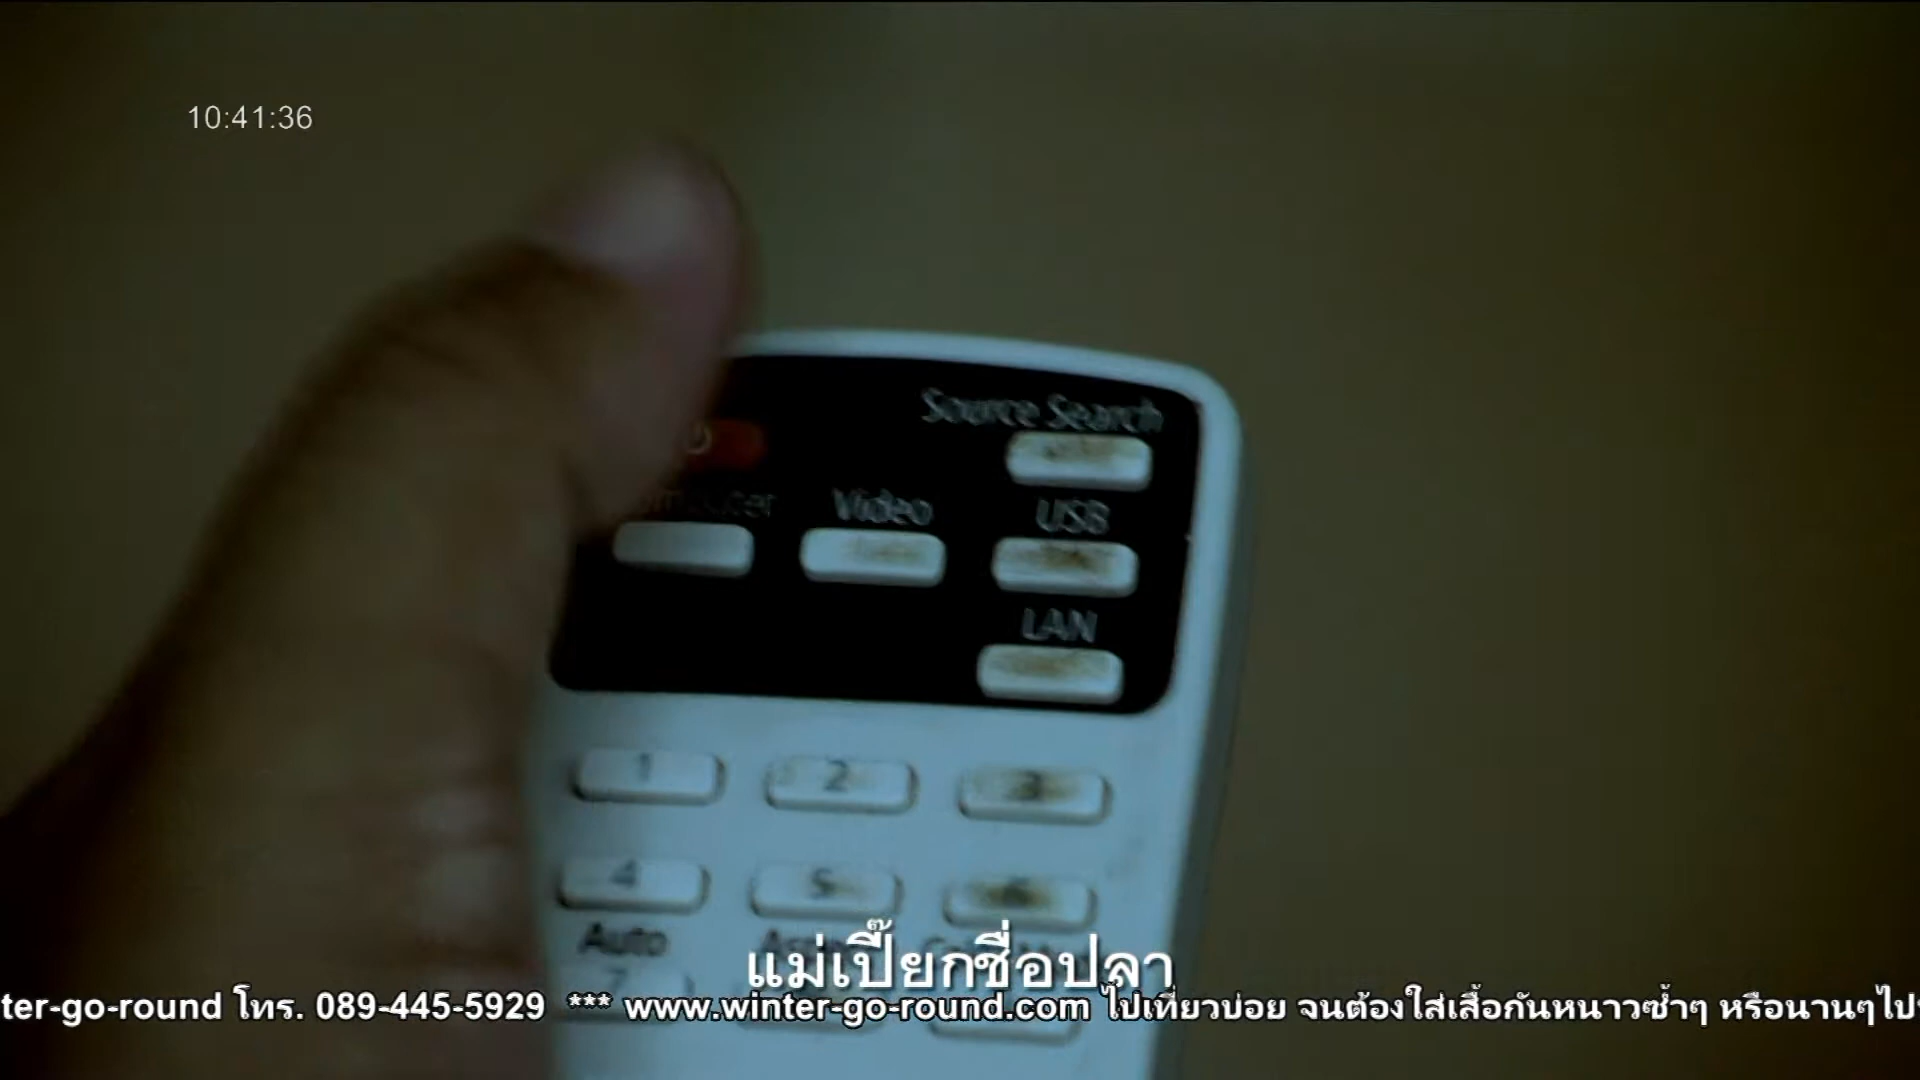 10:41:36
Source Search
Video
USB
LAN
1
2
3
4
5
6
Auto
แม่เปี๊ยกชื่อปลา
ter-go-round โทร. 089-445-5929 *** www.winter-go-round.com ไปเที่ยวบ่อย จนต้องใส่เสื้อกันหนาวซ้ำๆ หรือนานๆไป